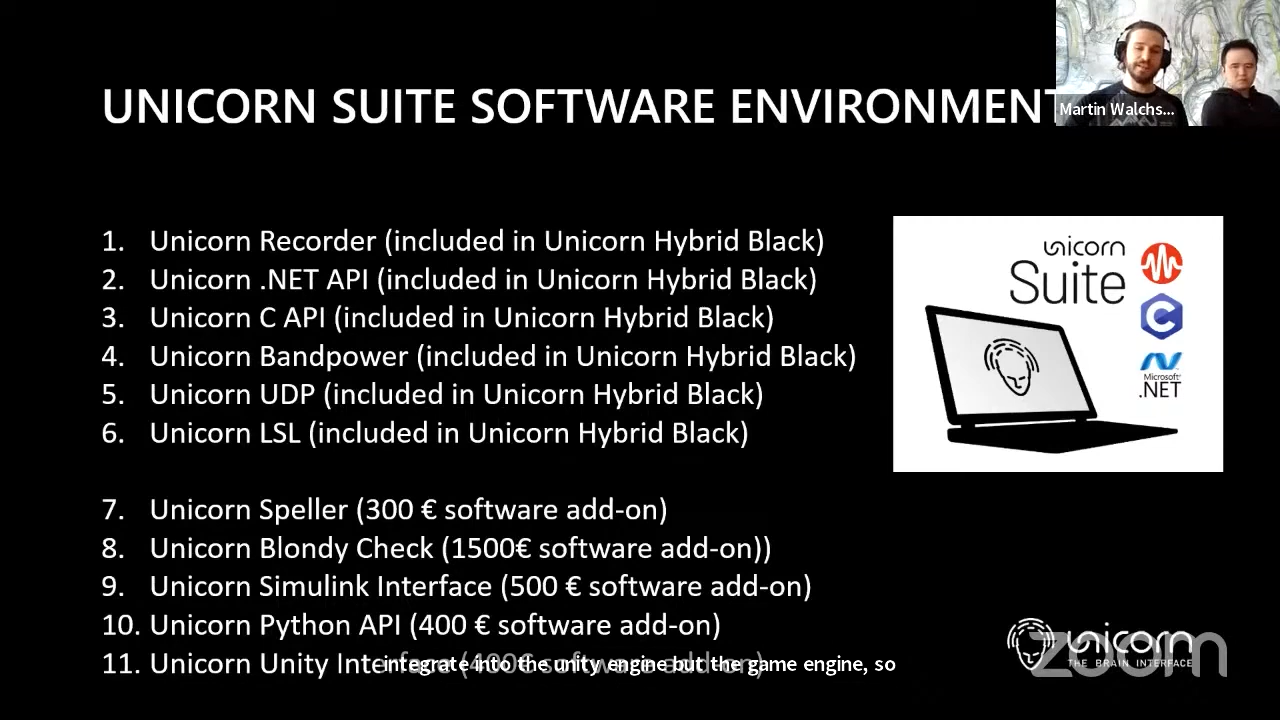 UNICORN SUITE SOFTWARE ENVIRONMENT
Martin Walchs...
1. Unicorn Recorder (included in Unicorn Hybrid Black)
2. Unicorn .NET API (included in Unicorn Hybrid Black)
3. Unicorn C API (included in Unicorn Hybrid Black)
4. Unicorn Bandpower (included in Unicorn Hybrid Black)
5. Unicorn UDP (included in Unicorn Hybrid Black)
6. Unicorn LSL (included in Unicorn Hybrid Black)
unicorn
Suite
C
Microsoft
.NET
7. Unicorn Speller (300 € software add-on)
8. Unicorn Blondy Check (1500€ software add-on))
9. Unicorn Simulink Interface (500 € software add-on)
10. Unicorn Python API (400 € software add-on)
11. Unicorn Unity Interface (400€ software add-on)
integrate into the unity engine but the game engine, so
unicorn
THE BRAIN INTERFACE
zoom